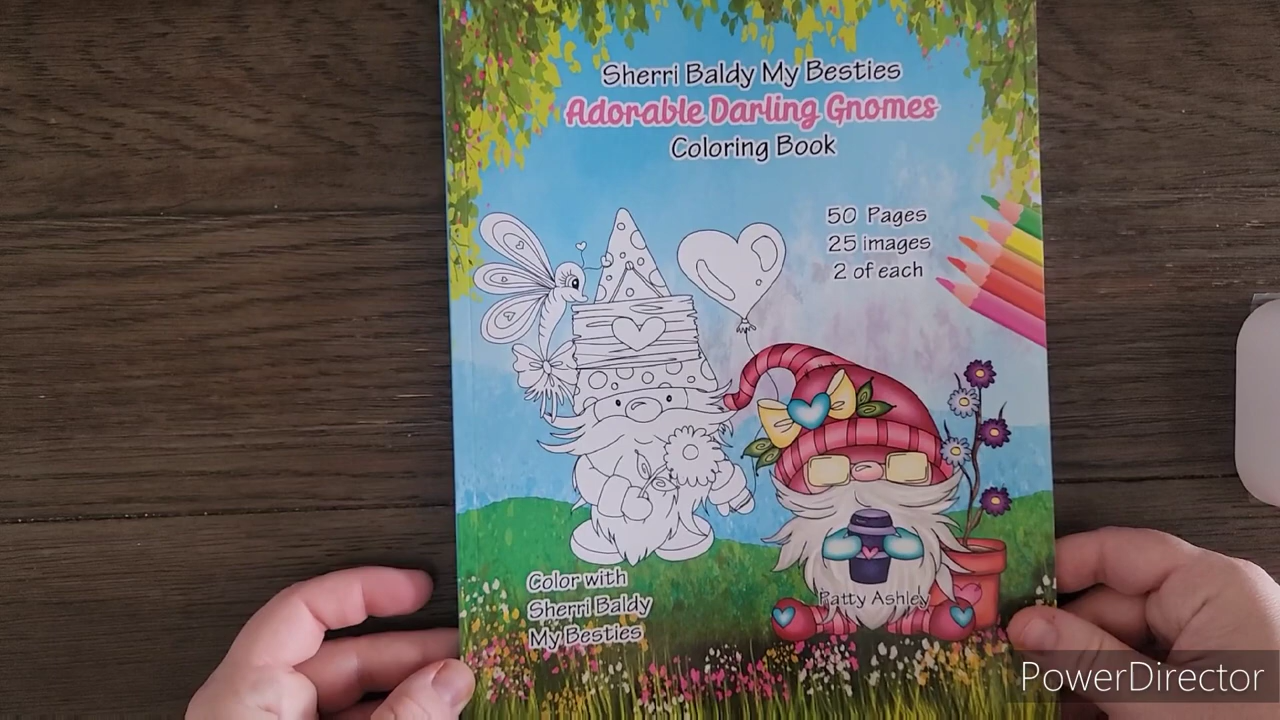 Sherri Baldy My Besties
Adorable Darling Gnomes
Coloring Book
50 Pages
25 images
2 of each
Color with
Sherri Baldy
My Besties
Patty Ashley
PowerDirector